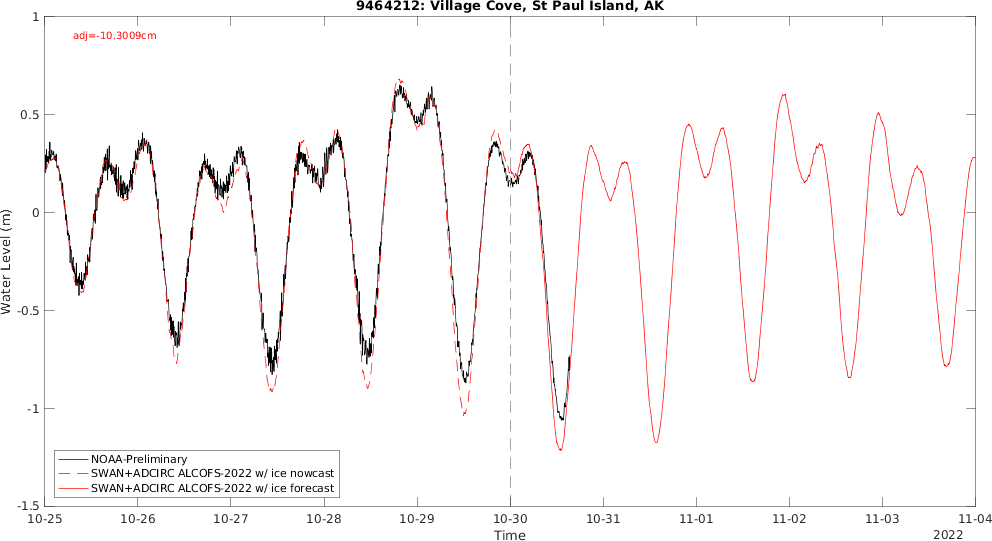 9464212: Village Cove, St Paul Island, AK
adj=-10.3009cm
Water Level (m)
1
0.5
0
-0.5
-1
-1.5
NOAA-Preliminary
SWAN+ADCIRC ALCOFS-2022 w/ ice nowcast
SWAN+ADCIRC ALCOFS-2022 w/ ice forecast
10-25 10-26 10-27 10-28 10-29 10-30 10-31 11-01 11-02 11-03 11-04
Time
2022